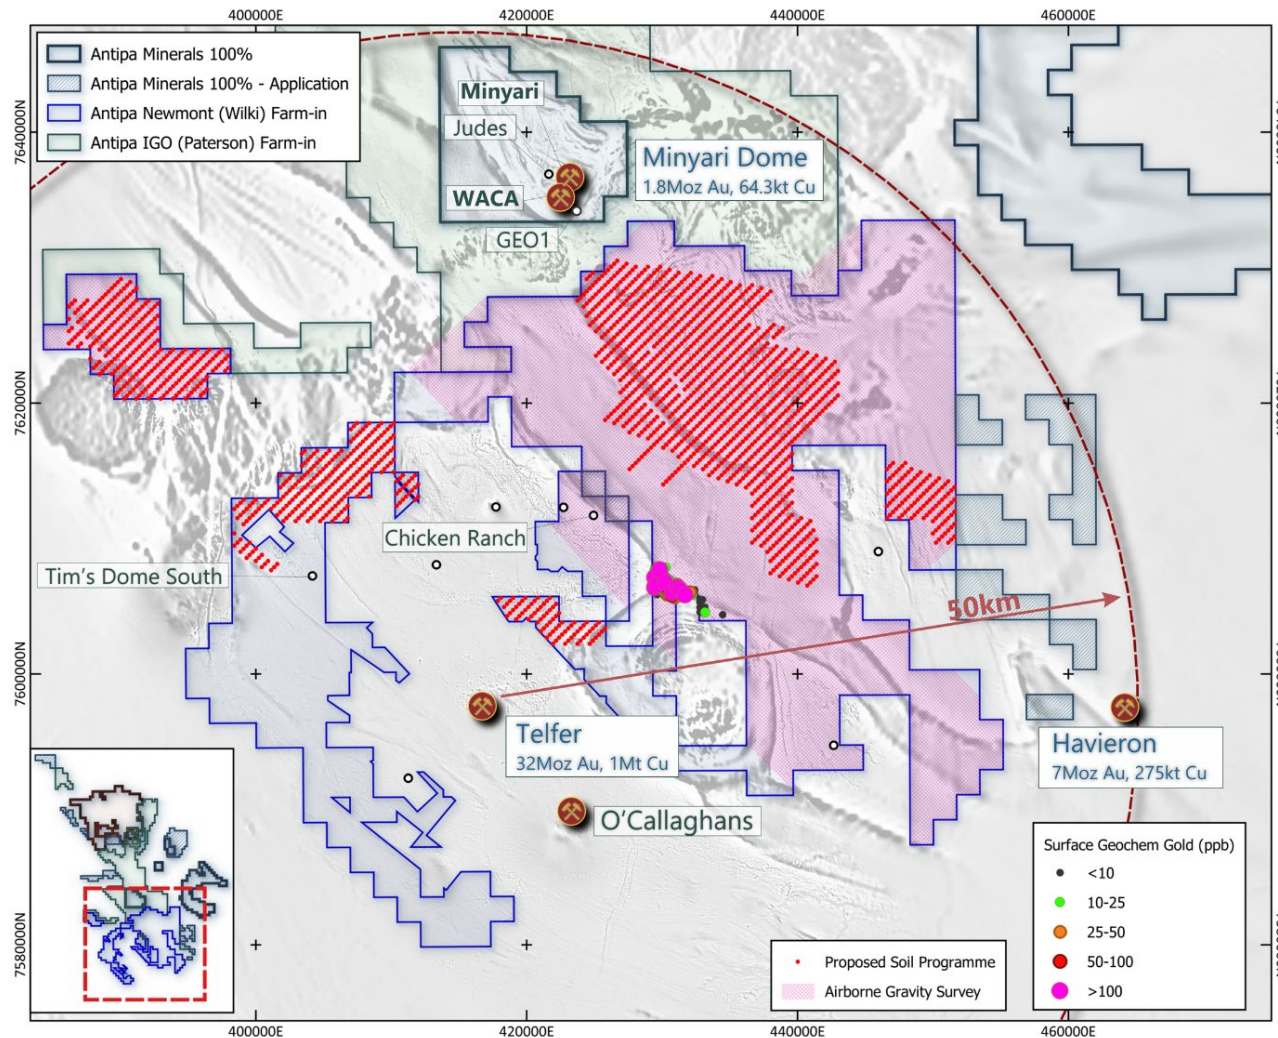 400000E
420000E
440000E
460000E
Antipa Minerals 100%
Antipa Minerals 100% - Application
Antipa Newmont (Wilki) Farm-in
Antipa IGO (Paterson) Farm-in
Minyari
Judes
WACA
GEO1
Minyari Dome
1.8Moz Au, 64.3kt Cu
7640000N
7620000N
7600000N
7580000N
Chicken Ranch
Tim's Dome South
50km
Telfer
32Moz Au, 1Mt Cu
Havieron
7Moz Au, 275kt Cu
O'Callaghans
Surface Geochem Gold (ppb)
<10
10-25
25-50
50-100
>100
Proposed Soil Programme
Airborne Gravity Survey
400000E
420000E
440000E
460000E